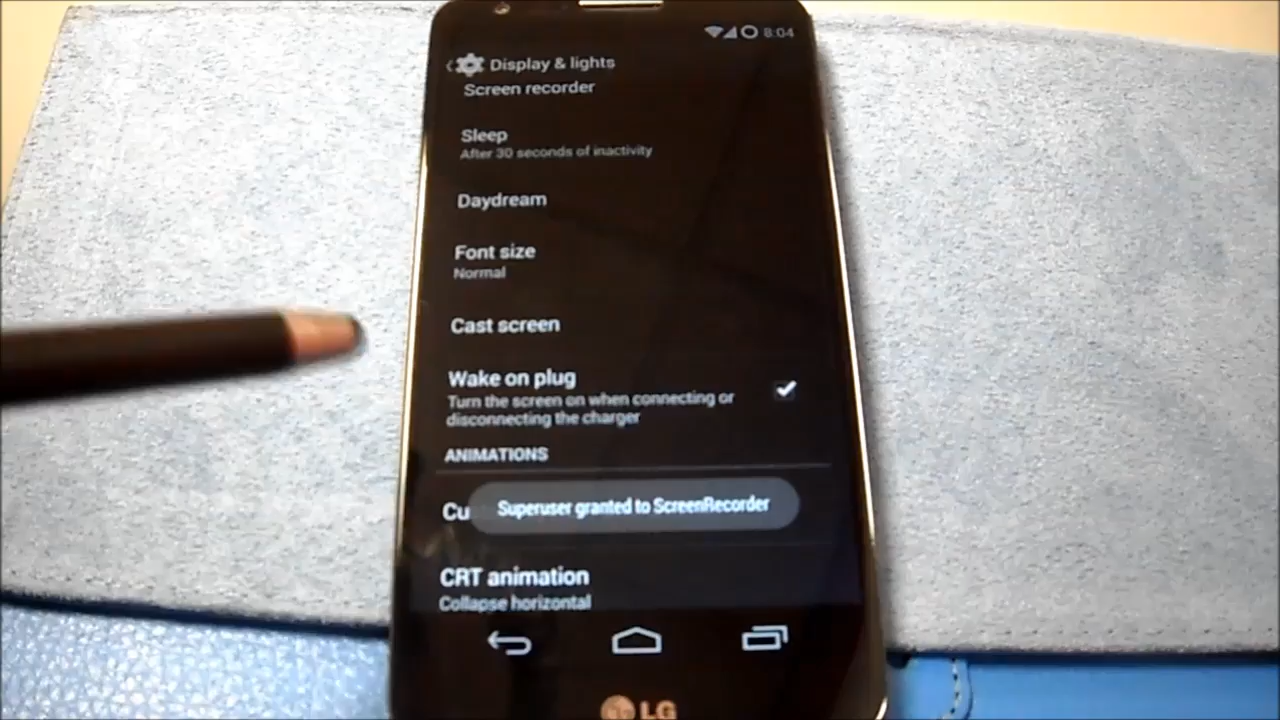 8:04
Display & lights
Screen recorder
Sleep
After 30 seconds of inactivity
Daydream
Font size
Normal
Cast screen
Wake on plug
Turn the screen on when connecting or
disconnecting the charger
ANIMATIONS
Cu
Superuser granted to ScreenRecorder
CRT animation
Collapse horizontal
LG